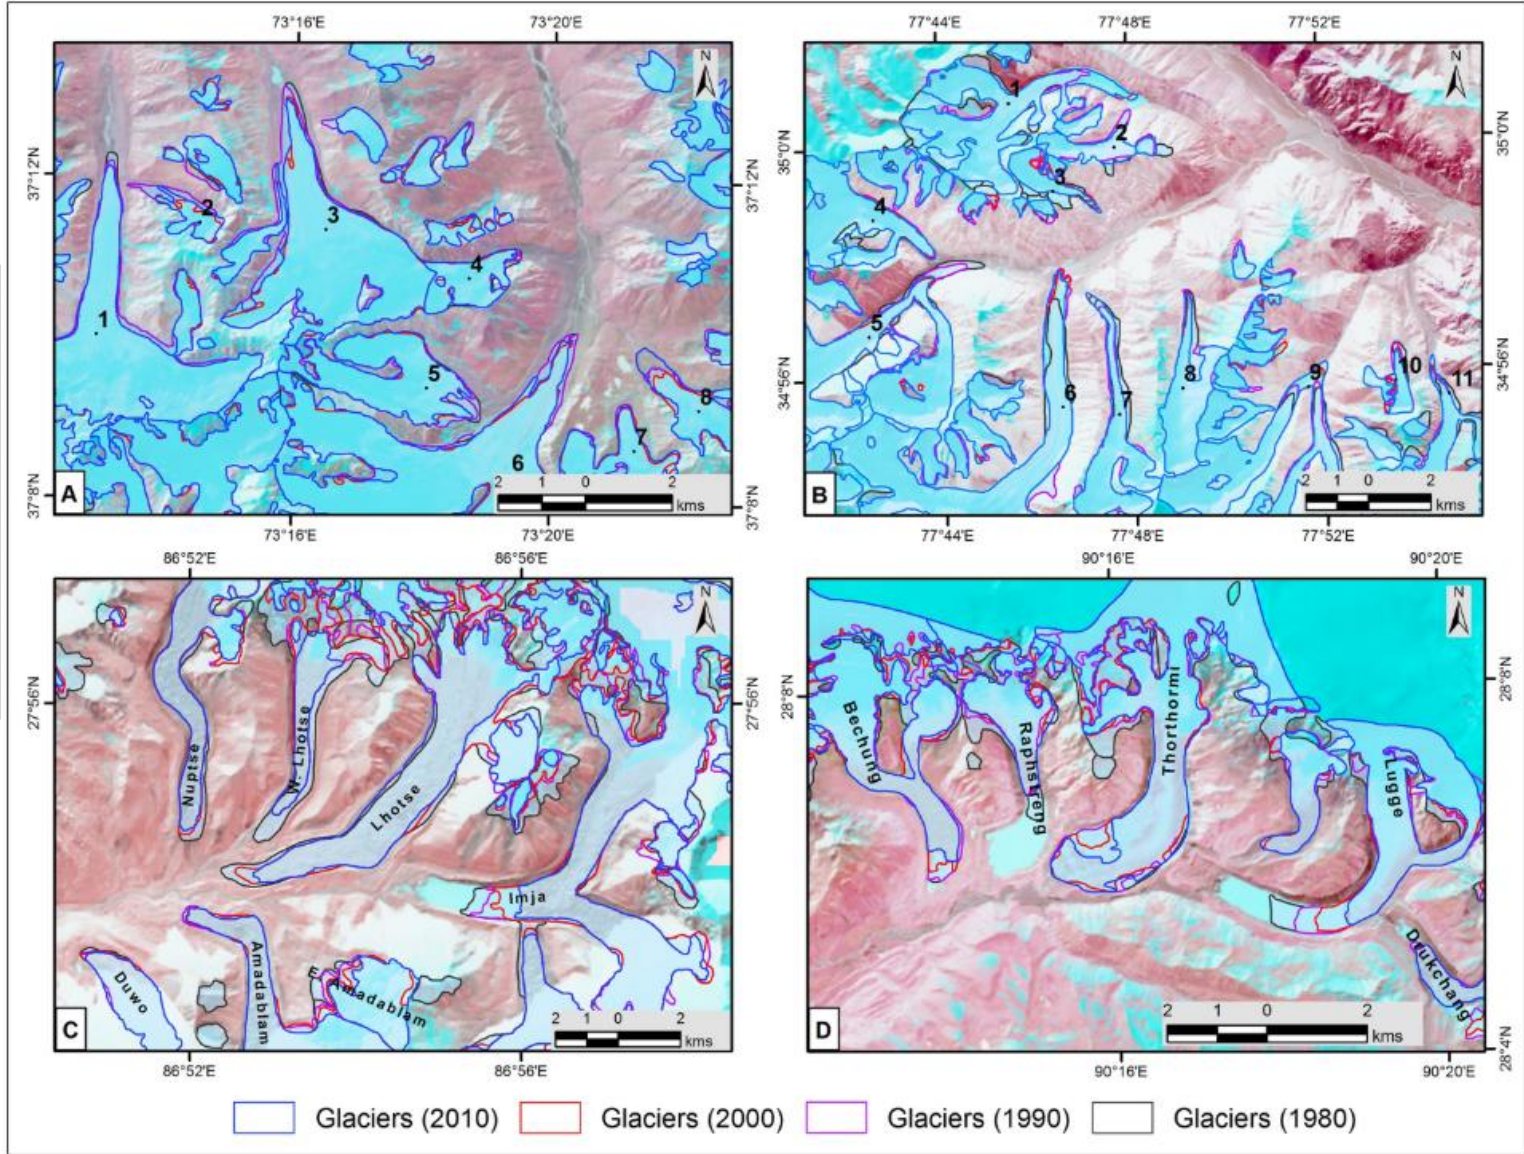 73°16'E 73°20'E 77°44'E 77°48'E 77°52'E
N
37°12'N
37°12'N
37°8'N
37°8'N
1
2
3
4
5
6
7
8
A
2 1 0 2
kms
73°16'E 73°20'E
N
35°0'N
35°0'N
34°56'N
34°56'N
1
2
3
4
5
6
7
8
9
10
11
B
2 1 0 2
kms
77°44'E 77°48'E 77°52'E
86°52'E 86°56'E
N
27°56'N
27°56'N
Nuptse
W. Lhotse
Lhotse
Imja
Duwo
Amadablam
E Amadablam
C
2 1 0 2
kms
86°52'E 86°56'E
90°16'E 90°20'E
N
28°8'N
28°8'N
28°4'N
Bechung
Raphstreng
Thorthormi
Lugge
Drukchang
D
2 1 0 2
kms
90°16'E 90°20'E
Glaciers (2010) Glaciers (2000) Glaciers (1990) Glaciers (1980)